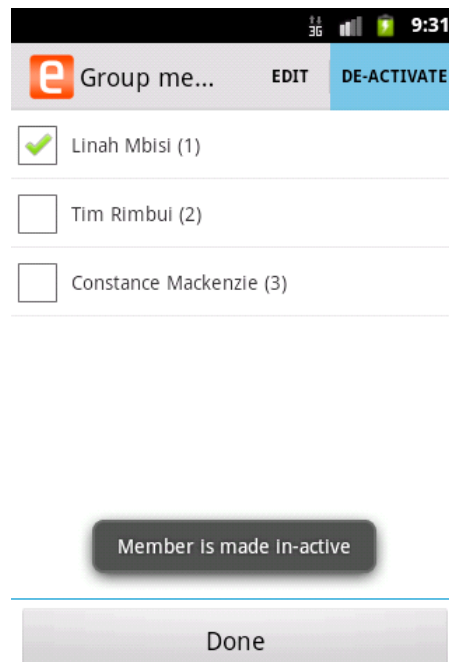 3G 9:31
e Group me... EDIT DE-ACTIVATE
Linah Mbisi (1)
Tim Rimbui (2)
Constance Mackenzie (3)
Member is made in-active
Done